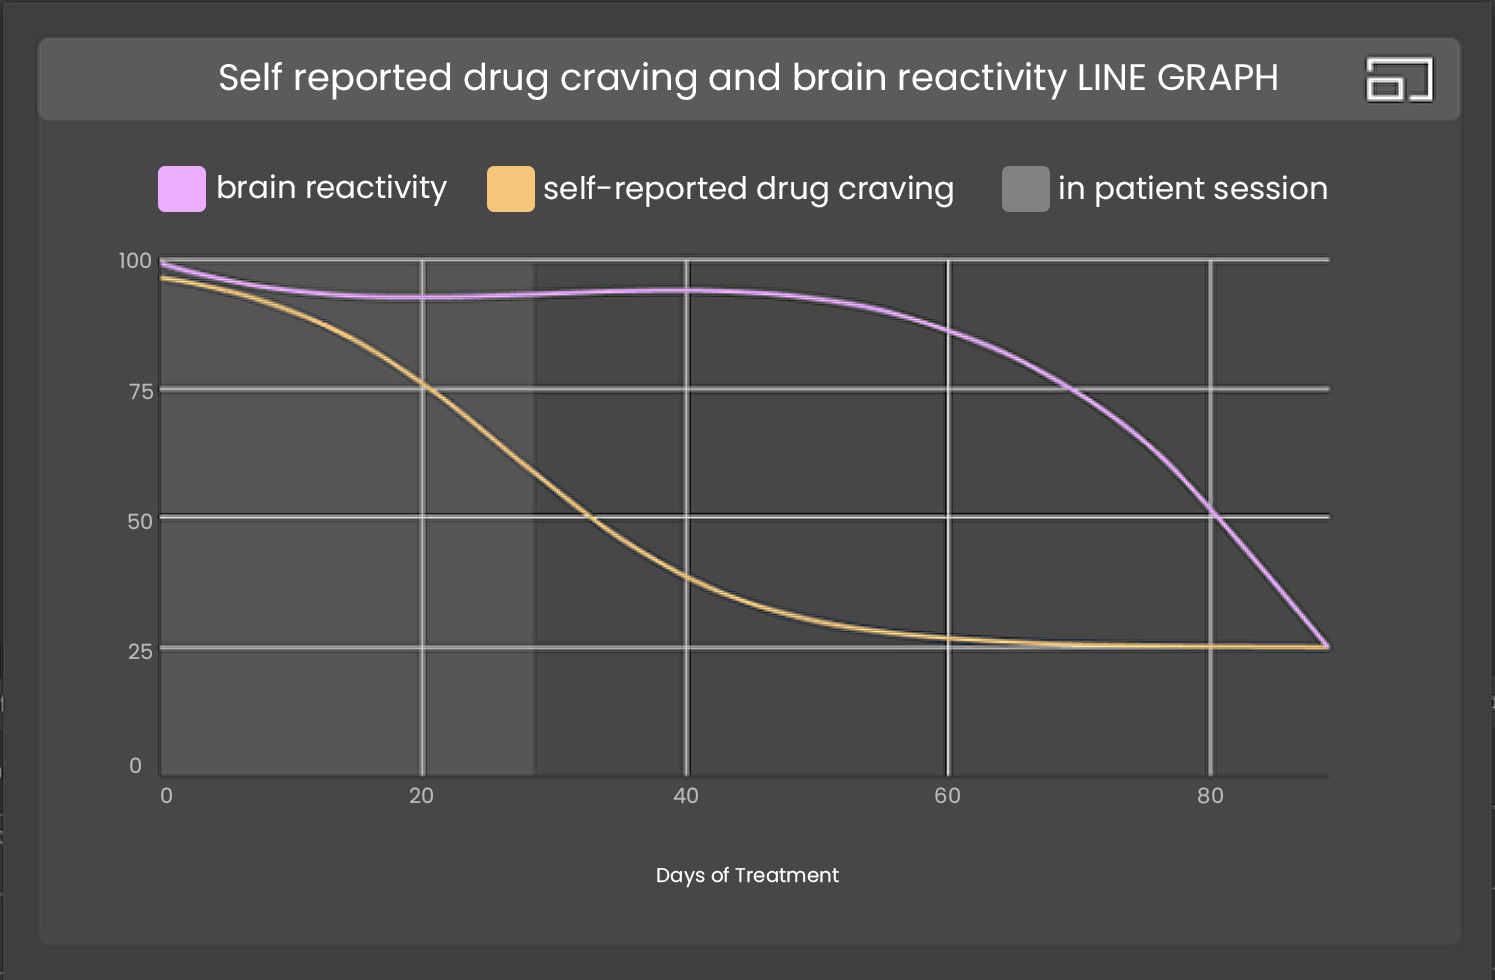 Self reported drug craving and brain reactivity LINE GRAPH
brain reactivity self-reported drug craving in patient session
100
75
50
25
0
0 20 40 60 80
Days of Treatment